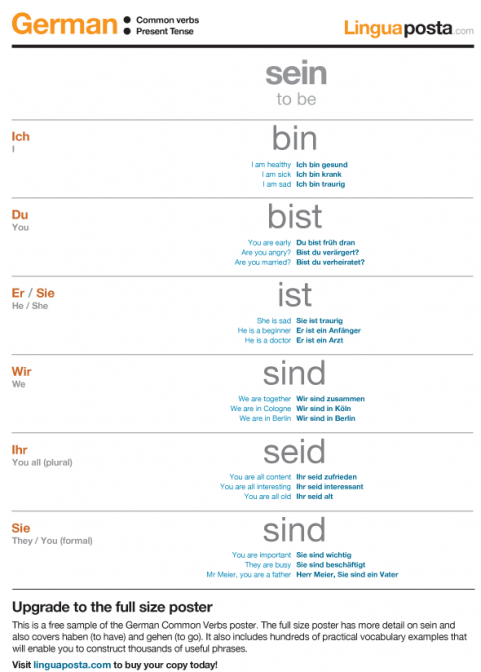 German : Common verbs
Present Tense
Linguaposta.com
sein
to be
Ich
I
bin
I am healthy Ich bin gesund
I am sick Ich bin krank
I am sad Ich bin traurig
Du
You
bist
You are early Du bist früh dran
Are you angry? Bist du verärgert?
Are you married? Bist du verheiratet?
Er / Sie
He / She
ist
She is sad Sie ist traurig
He is a beginner Er ist ein Anfänger
He is a doctor Er ist ein Arzt
Wir
We
sind
We are together Wir sind zusammen
We are in Cologne Wir sind in Köln
We are in Berlin Wir sind in Berlin
Ihr
You all (plural)
seid
You are all content Ihr seid zufrieden
You are all interesting Ihr seid interessant
You are all old Ihr seid alt
Sie
They / You (formal)
sind
You are important Sie sind wichtig
They are busy Sie sind beschäftigt
Mr Meier, you are a father Herr Meier, Sie sind ein Vater
Upgrade to the full size poster
This is a free sample of the German Common Verbs poster. The full size poster has more detail on sein and
also covers haben (to have) and gehen (to go). It also includes hundreds of practical vocabulary examples that
will enable you to construct thousands of useful phrases.
Visit linguaposta.com to buy your copy today!